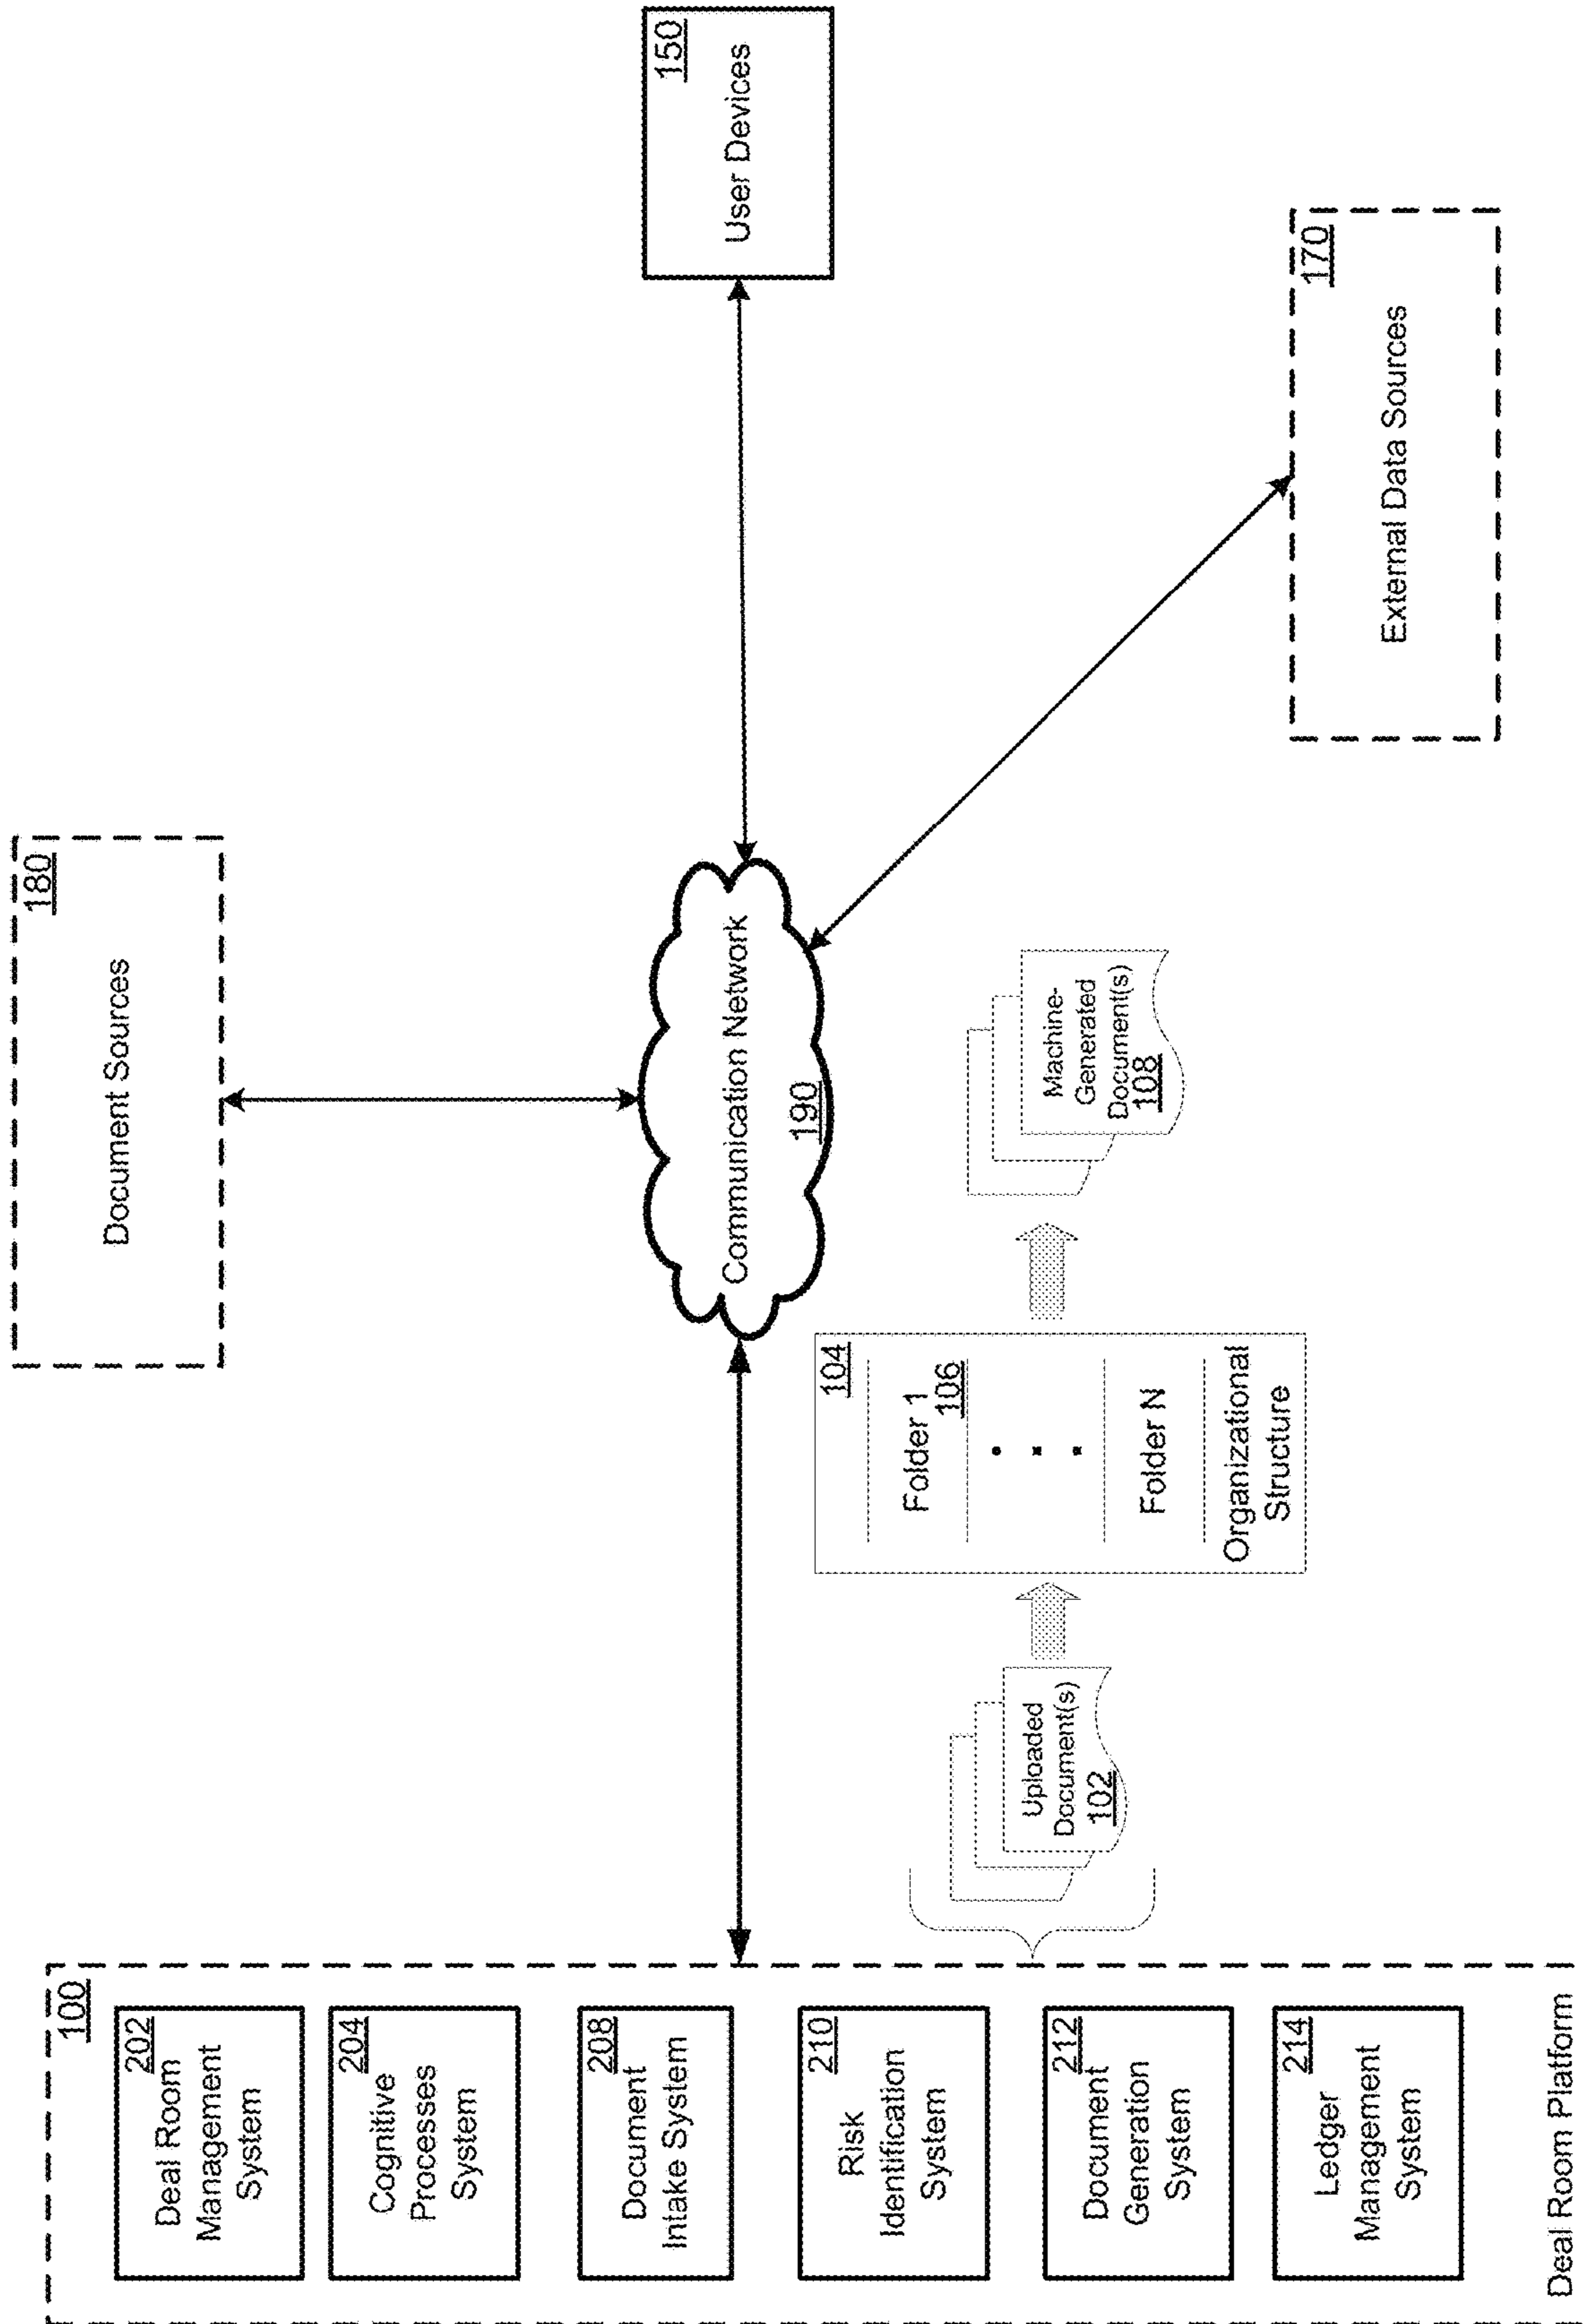 100
202
Deal Room
Management
System
204
Cognitive
Processes
System
208
Document
Intake System
210
Risk
Identification
System
212
Document
Generation
System
214
Ledger
Management
System
Deal Room Platform
180
Document Sources
Communication Network
190
150
User Devices
170
External Data Sources
Uploaded
Document(s)
102
104
Folder 1
106
Folder N
Organizational
Structure
Machine-
Generated
Document(s)
108